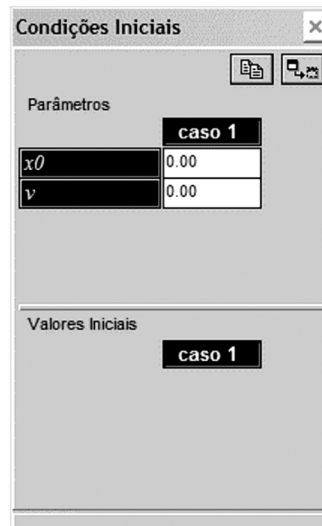 Condições Iniciais
Parâmetros
caso 1
x0 0.00
v 0.00
Valores Iniciais
caso 1